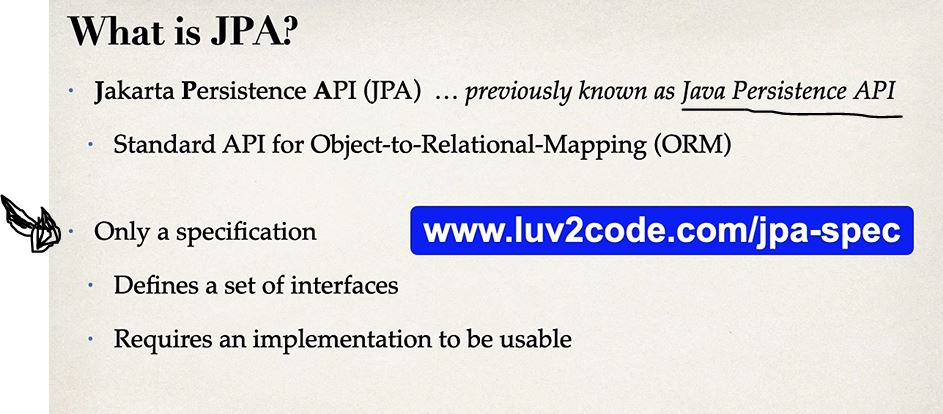 What is JPA?
• Jakarta Persistence API (JPA) … previously known as Java Persistence API
• Standard API for Object-to-Relational-Mapping (ORM)
• Only a specification
www.luv2code.com/jpa-spec
• Defines a set of interfaces
• Requires an implementation to be usable